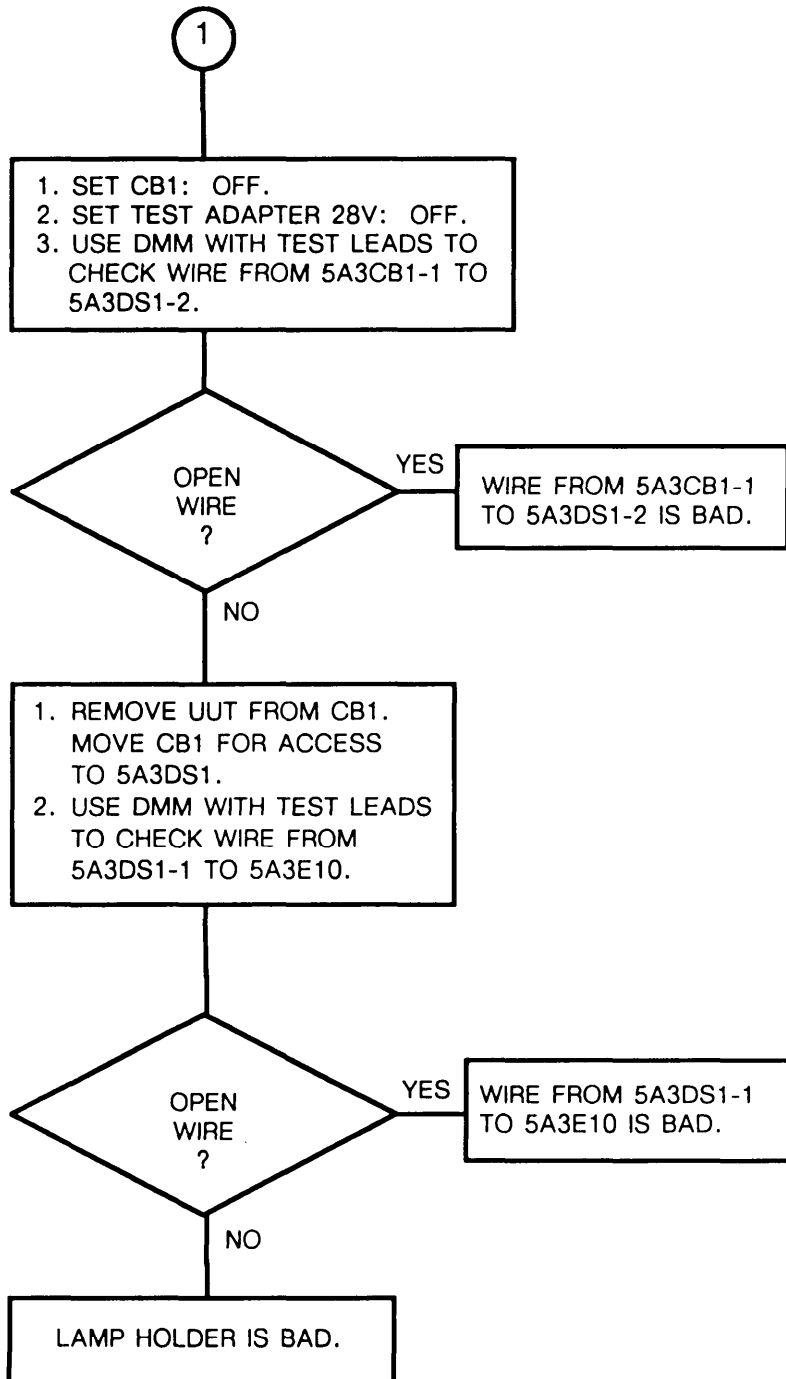 1
1. SET CB1: OFF.
2. SET TEST ADAPTER 28V: OFF.
3. USE DMM WITH TEST LEADS TO
CHECK WIRE FROM 5A3CB1-1 TO
5A3DS1-2.
OPEN
WIRE
?
YES
WIRE FROM 5A3CB1-1
TO 5A3DS1-2 IS BAD.
NO
1. REMOVE UUT FROM CB1.
MOVE CB1 FOR ACCESS
TO 5A3DS1.
2. USE DMM WITH TEST LEADS
TO CHECK WIRE FROM
5A3DS1-1 TO 5A3E10.
OPEN
WIRE
?
YES
WIRE FROM 5A3DS1-1
TO 5A3E10 IS BAD.
NO
LAMP HOLDER IS BAD.